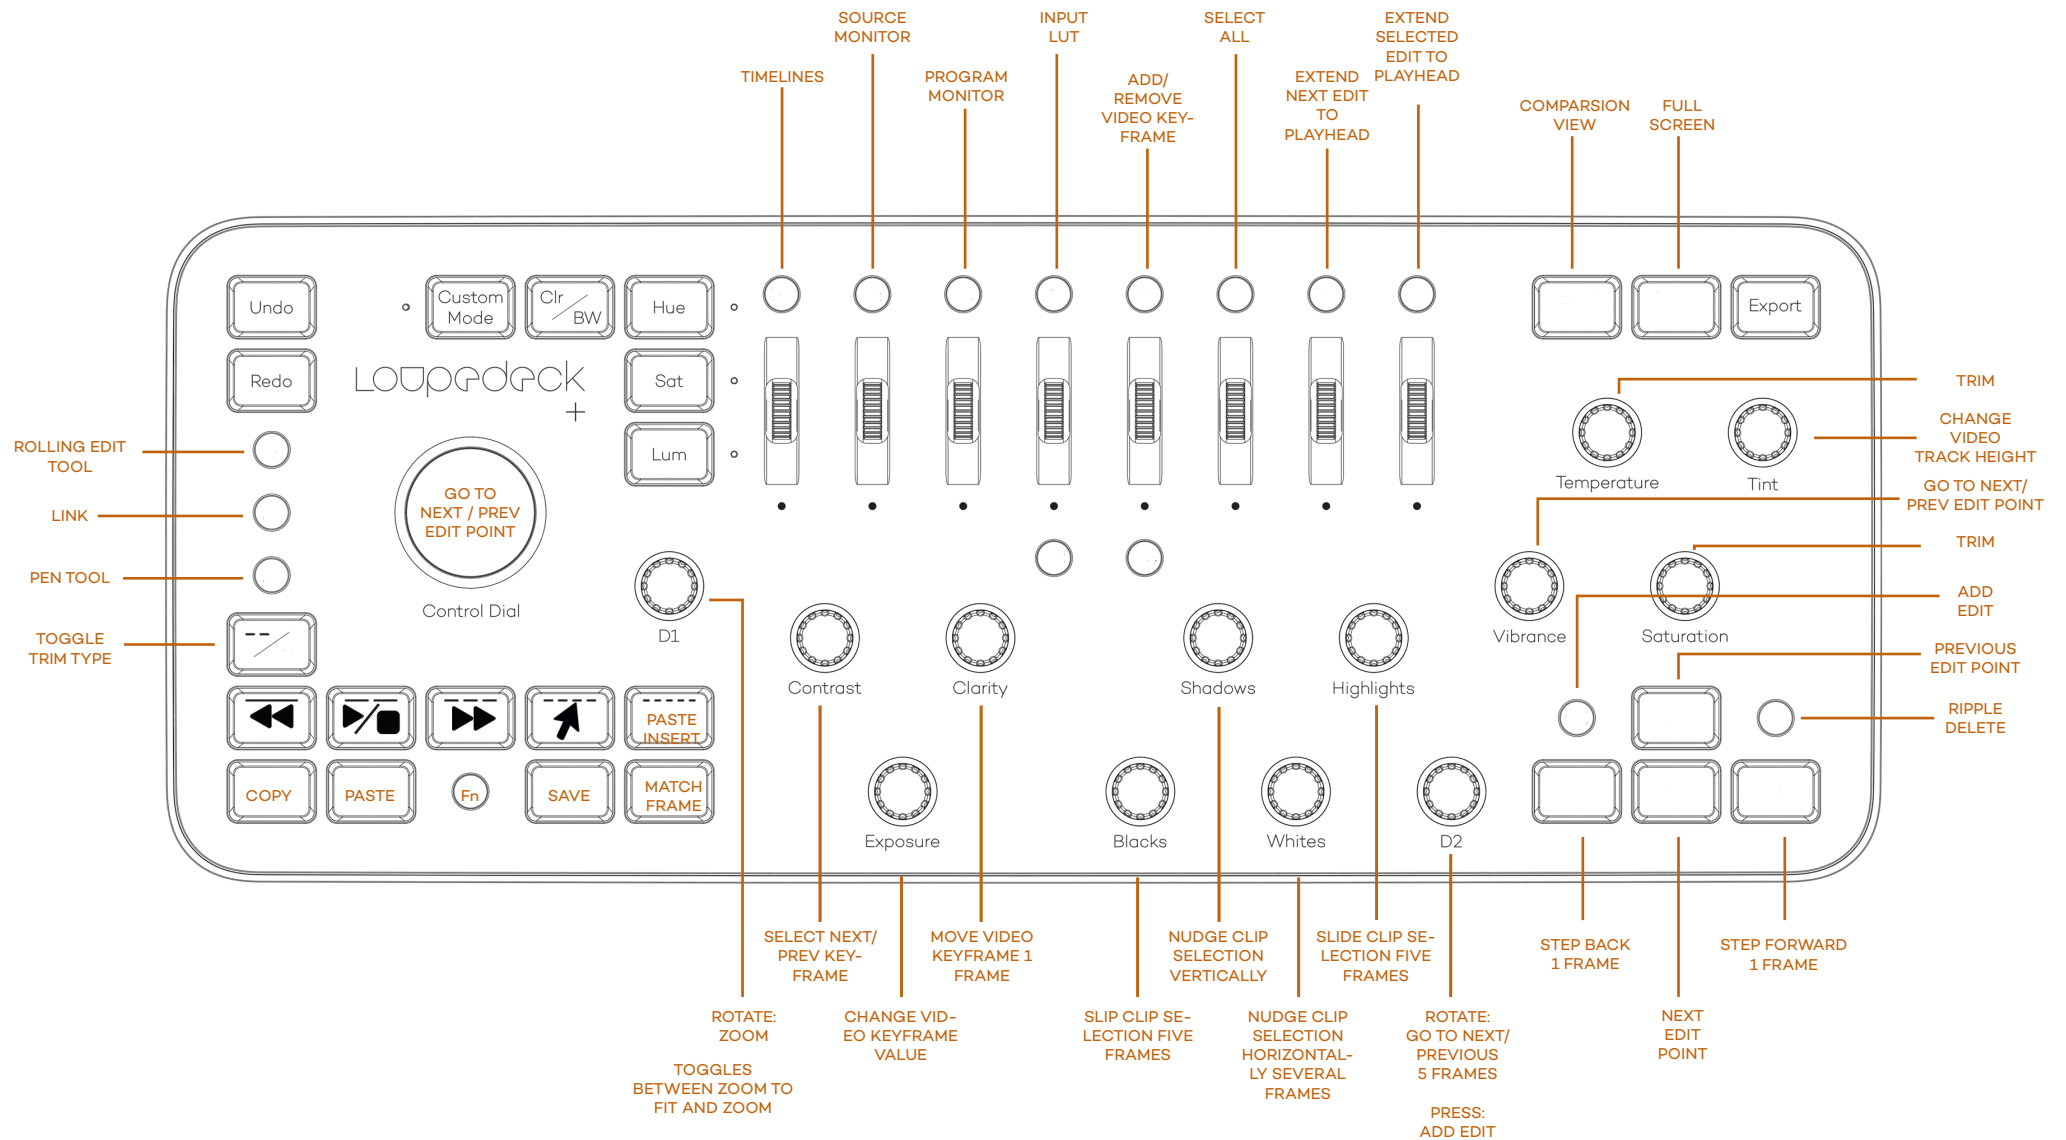 SOURCE
MONITOR
INPUT
LUT
SELECT
ALL
EXTEND
SELECTED
EDIT TO
PLAYHEAD
TIMELINES
PROGRAM
MONITOR
ADD/
REMOVE
VIDEO KEY-
FRAME
EXTEND
NEXT EDIT
TO
PLAYHEAD
COMPARSION
VIEW
FULL
SCREEN
Undo
Custom
Mode
Clr
BW
Hue
Export
Redo
Loupedeck
+
Sat
Lum
TRIM
CHANGE
VIDEO
TRACK HEIGHT
ROLLING EDIT
TOOL
LINK
PEN TOOL
TOGGLE
TRIM TYPE
GO TO
NEXT / PREV
EDIT POINT
Control Dial
D1
Temperature
Tint
GO TO NEXT/
PREV EDIT POINT
TRIM
ADD
EDIT
PREVIOUS
EDIT POINT
RIPPLE
DELETE
Contrast
Clarity
Shadows
Highlights
Vibrance
Saturation
PASTE
INSERT
COPY
PASTE
Fn
SAVE
MATCH
FRAME
Exposure
Blacks
Whites
D2
SELECT NEXT/
PREV KEY-
FRAME
MOVE VIDEO
KEYFRAME 1
FRAME
NUDGE CLIP
SELECTION
VERTICALLY
SLIDE CLIP SE-
LECTION FIVE
FRAMES
STEP BACK
1 FRAME
STEP FORWARD
1 FRAME
ROTATE:
ZOOM
TOGGLES
BETWEEN ZOOM TO
FIT AND ZOOM
CHANGE VID-
EO KEYFRAME
VALUE
SLIP CLIP SE-
LECTION FIVE
FRAMES
NUDGE CLIP
SELECTION
HORIZONTAL-
LY SEVERAL
FRAMES
ROTATE:
GO TO NEXT/
PREVIOUS
5 FRAMES
PRESS:
ADD EDIT
NEXT
EDIT
POINT